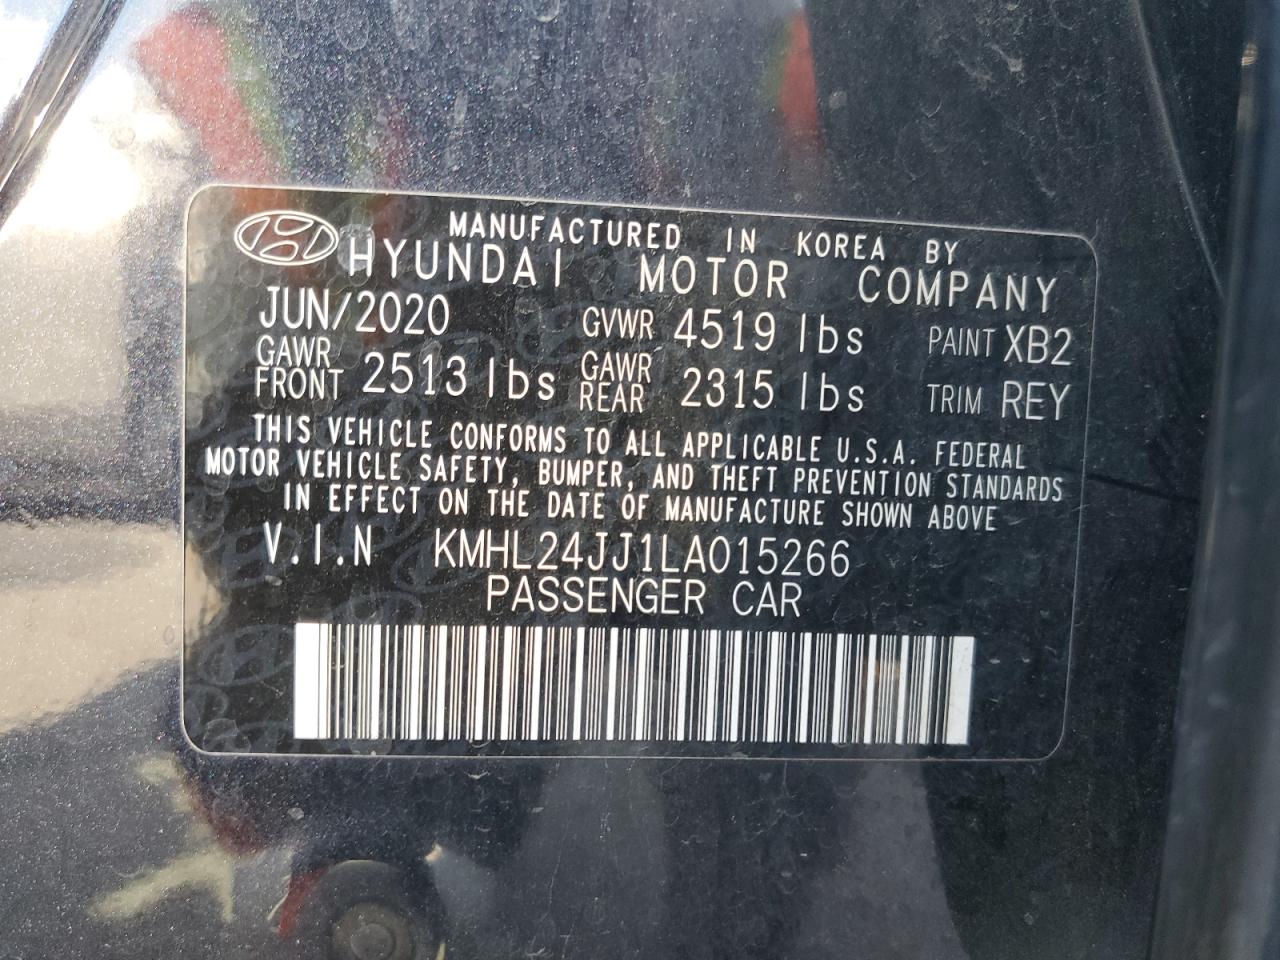 MANUFACTURED IN KOREA BY
HYUNDAI MOTOR COMPANY
JUN/2020 GVWR 4519 lbs PAINT XB2
GAWR FRONT 2513 lbs GAWR REAR 2315 lbs TRIM REY
THIS VEHICLE CONFORMS TO ALL APPLICABLE U.S.A. FEDERAL
MOTOR VEHICLE SAFETY, BUMPER, AND THEFT PREVENTION STANDARDS
IN EFFECT ON THE DATE OF MANUFACTURE SHOWN ABOVE
V.I.N KMHL24JJ1LA015266
PASSENGER CAR